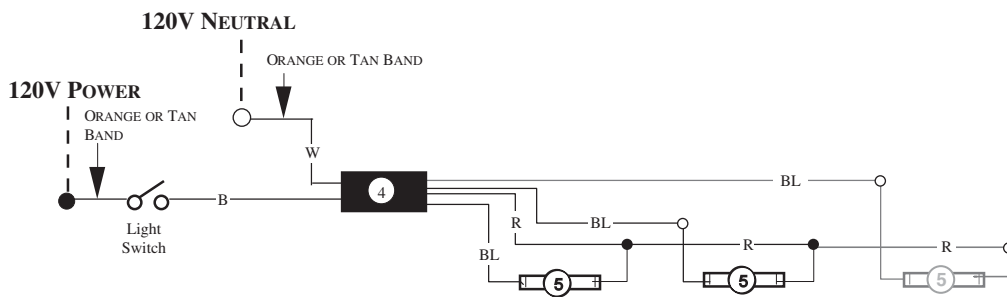 120V NEUTRAL
ORANGE OR TAN BAND
120V POWER
ORANGE OR TAN
BAND
W
4
BL
B
Light
Switch
R
BL
BL
R
R
5
5
5